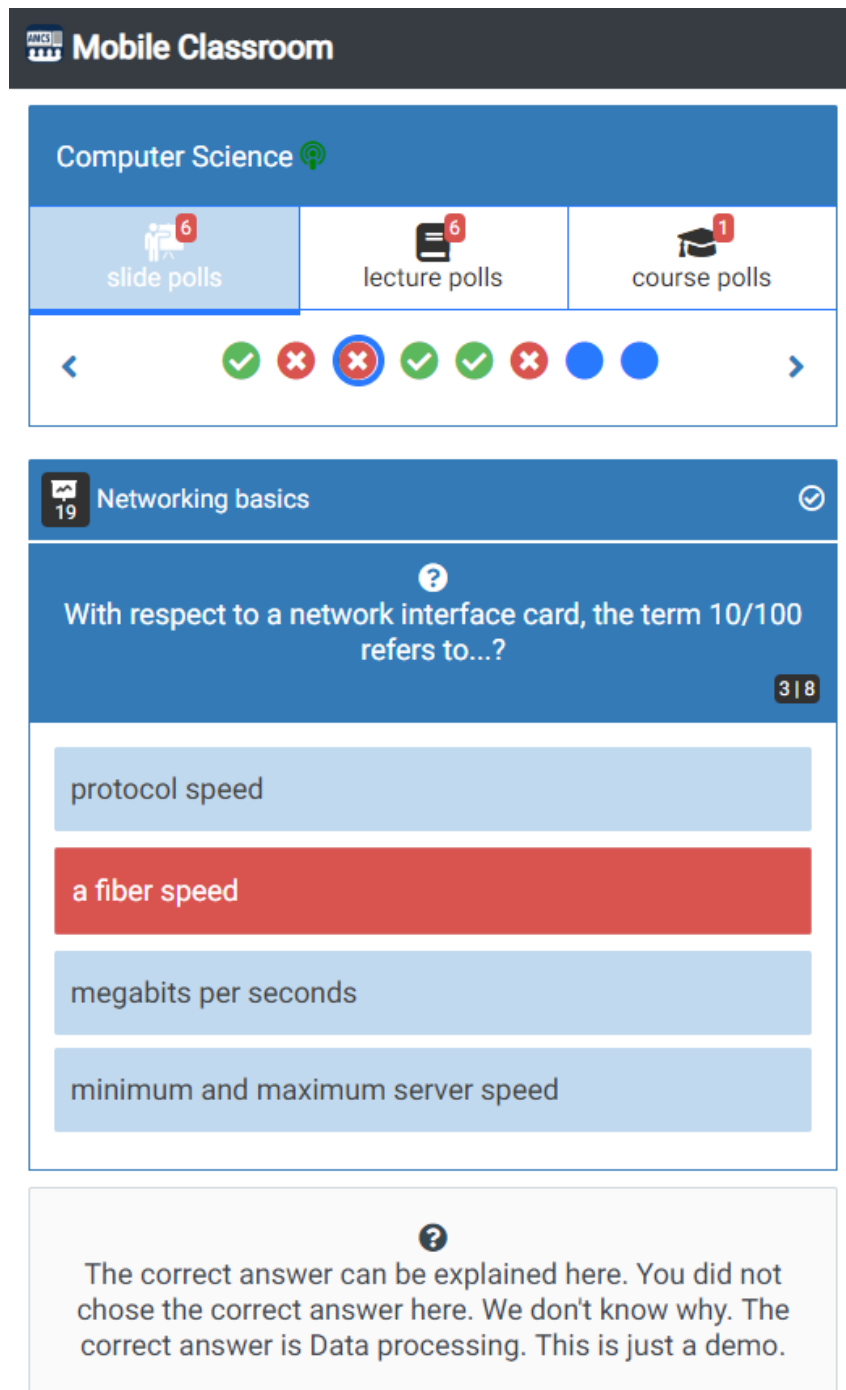 ANCS
Mobile Classroom
Computer Science
6
slide polls
6
lecture polls
1
course polls
19
Networking basics
With respect to a network interface card, the term 10/100
refers to...?
3|8
protocol speed
a fiber speed
megabits per seconds
minimum and maximum server speed
The correct answer can be explained here. You did not
chose the correct answer here. We don't know why. The
correct answer is Data processing. This is just a demo.